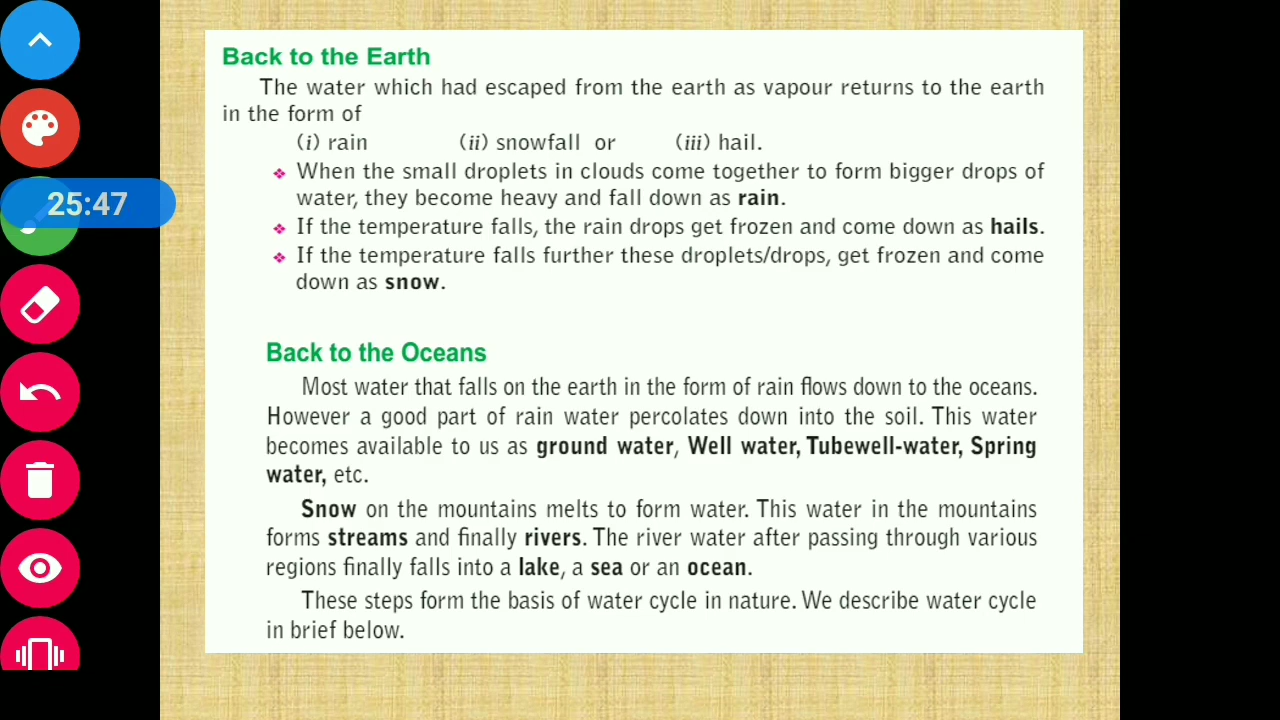 Back to the Earth
The water which had escaped from the earth as vapour returns to the earth
in the form of
(i) rain (ii) snowfall or (iii) hail.
❖ When the small droplets in clouds come together to form bigger drops of
water, they become heavy and fall down as rain.
25:47
❖ If the temperature falls, the rain drops get frozen and come down as hails.
❖ If the temperature falls further these droplets/drops, get frozen and come
down as snow.
Back to the Oceans
Most water that falls on the earth in the form of rain flows down to the oceans.
However a good part of rain water percolates down into the soil. This water
becomes available to us as ground water, Well water, Tubewell-water, Spring
water, etc.
Snow on the mountains melts to form water. This water in the mountains
forms streams and finally rivers. The river water after passing through various
regions finally falls into a lake, a sea or an ocean.
These steps form the basis of water cycle in nature. We describe water cycle
in brief below.